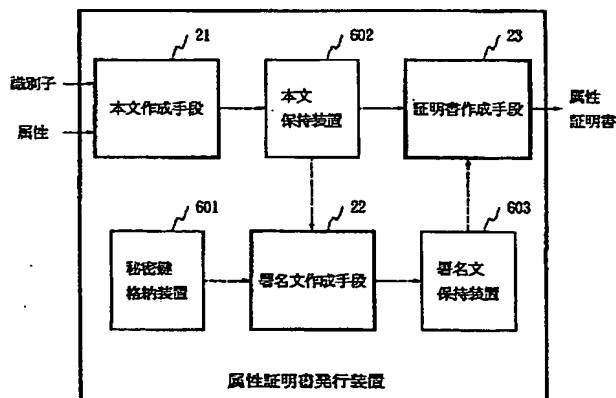 21
602
23
識別子
属性
本文作成手段
本文
保持装置
証明書作成手段
属性
証明書
601
22
603
秘密鍵
格納装置
署名文作成手段
署名文
保持装置
属性証明書発行装置